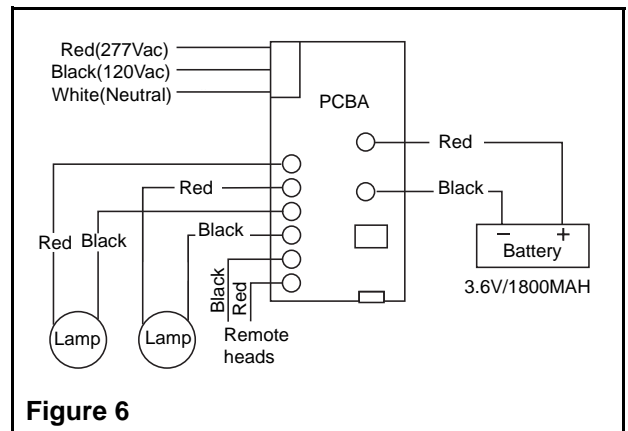 Red(277Vac)
Black(120Vac)
White(Neutral)
PCBA
Red
Black
Red
Black
Red Black
Black
Red
Remote
heads
Lamp
Lamp
– +
Battery
3.6V/1800MAH
Figure 6